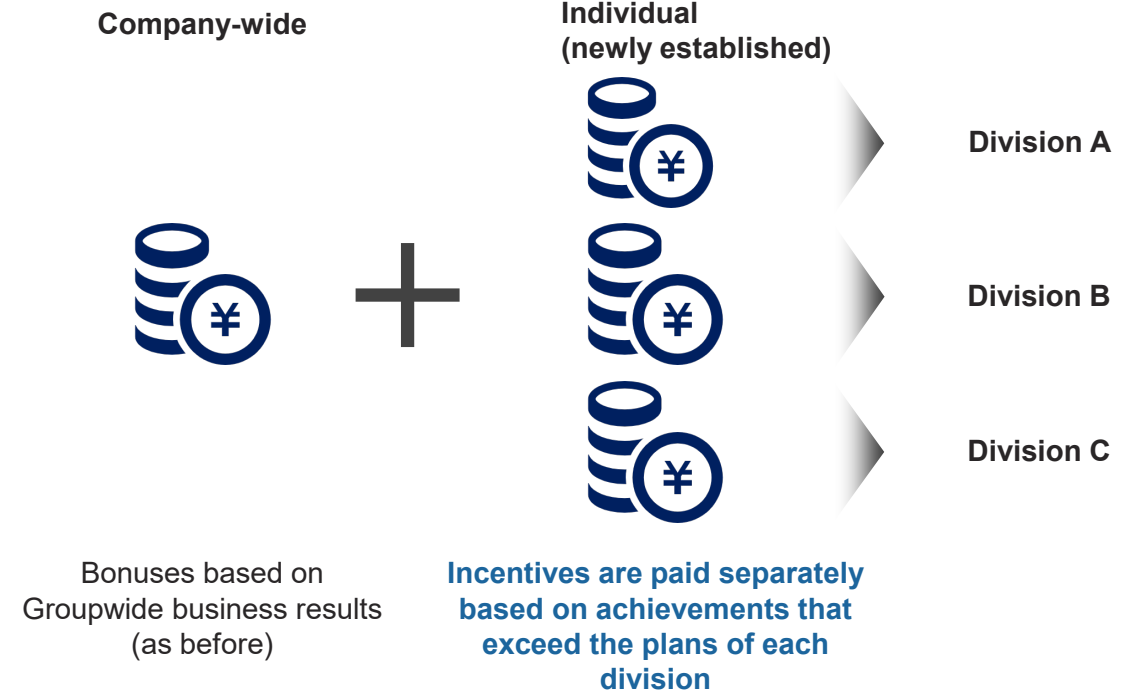 Company-wide
Individual
(newly established)
¥
Division A
¥
¥
Division B
¥
Division C
Bonuses based on
Groupwide business results
(as before)
Incentives are paid separately
based on achievements that
exceed the plans of each
division